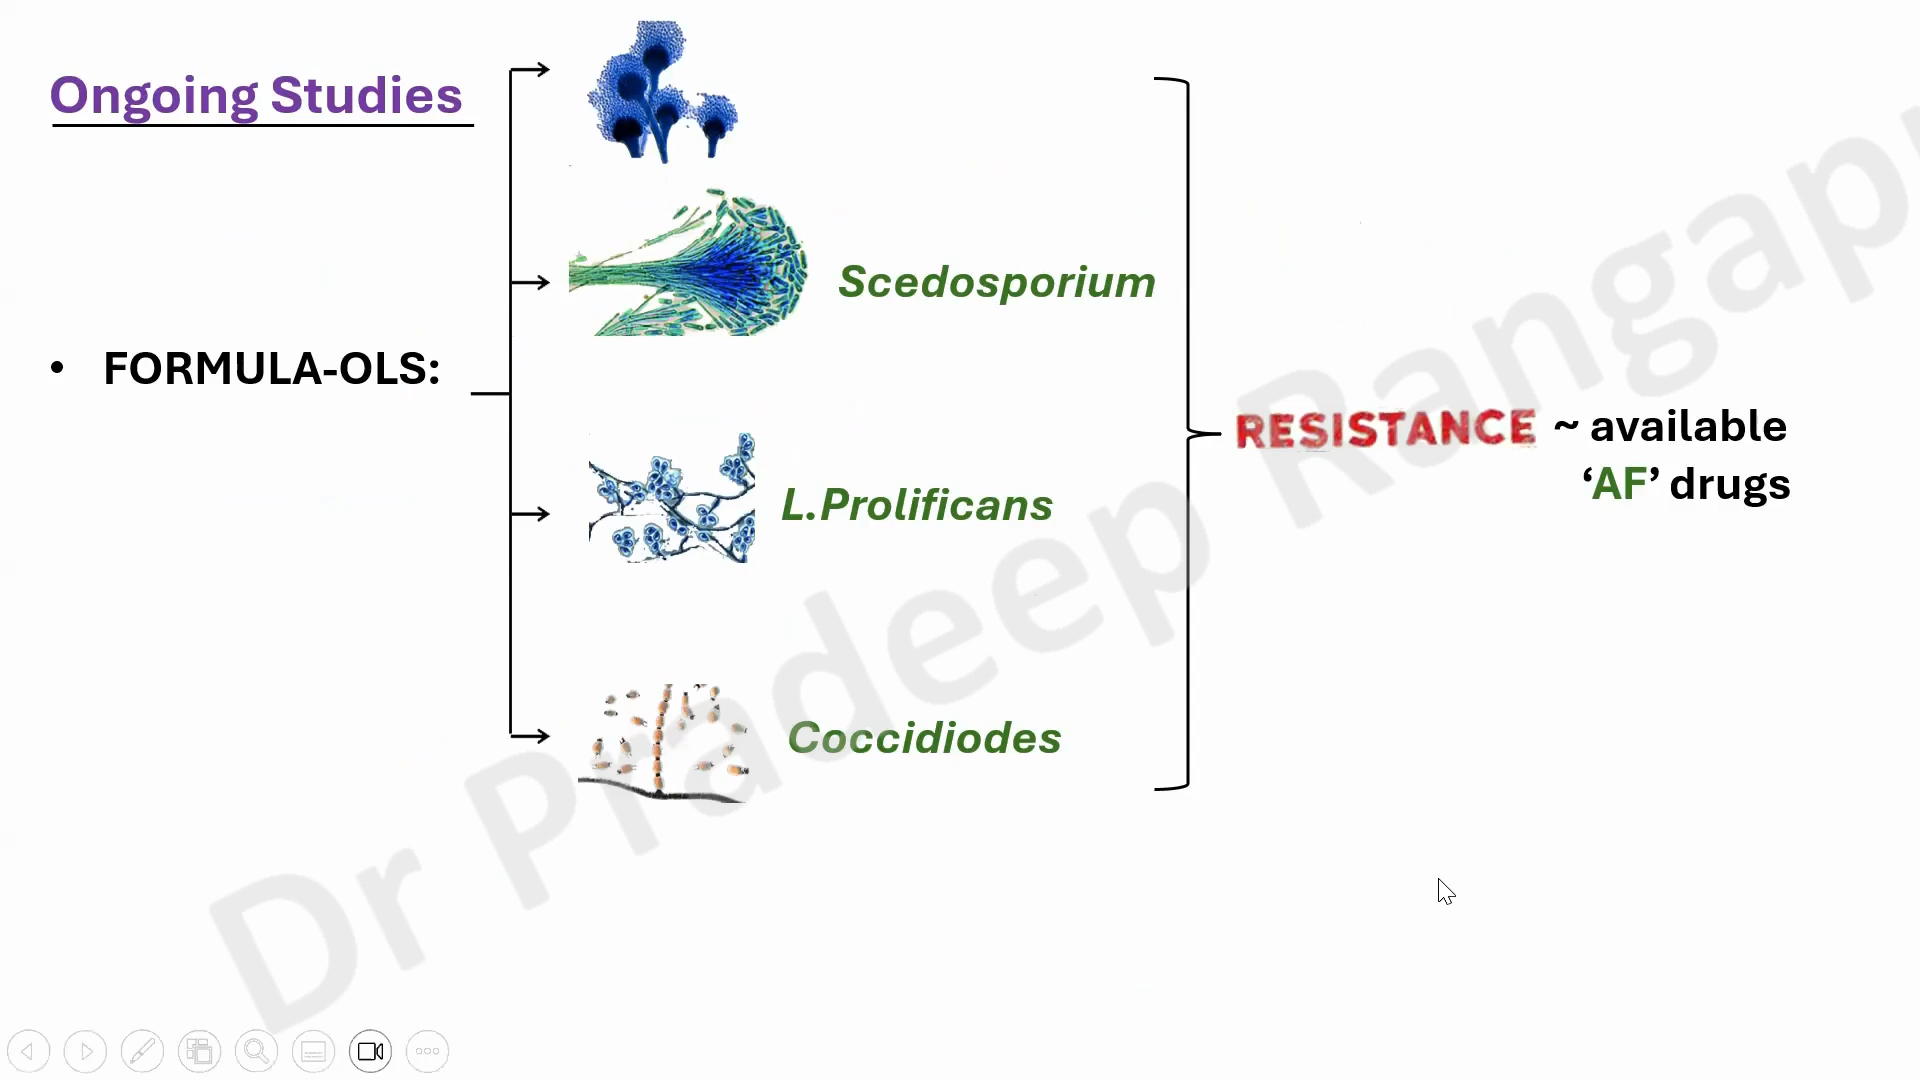 Ongoing Studies
Scedosporium
• FORMULA-OLS:
RESISTANCE ~ available
‘AF’ drugs
L.Prolificans
Coccidiodes
Dr Pradeep Rangap